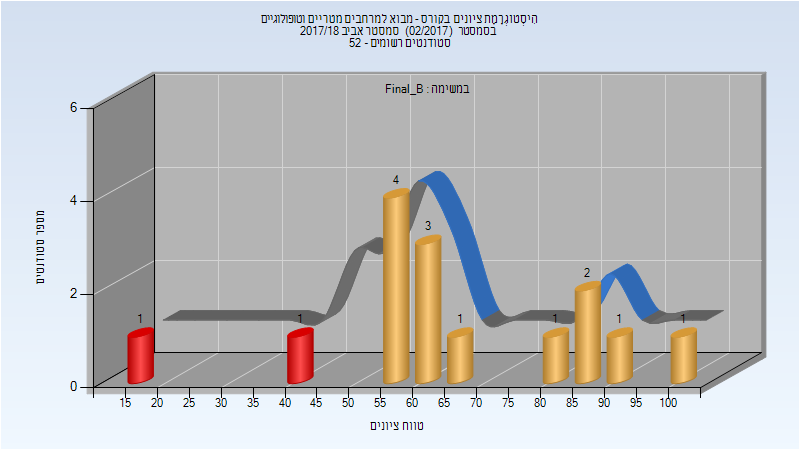 היסטוגרמת ציונים בקורס - מבוא למרחבים מטריים וטופולוגיים
בסמסטר (02/2017) סמסטר אביב 2017/18
סטודנטים רשומים - 52
במשימה : Final_B
מספר סטודנטים
6
4
2
0
1
1
4
3
1
1
2
1
1
15 20 25 30 35 40 45 50 55 60 65 70 75 80 85 90 95 100
טווח ציונים